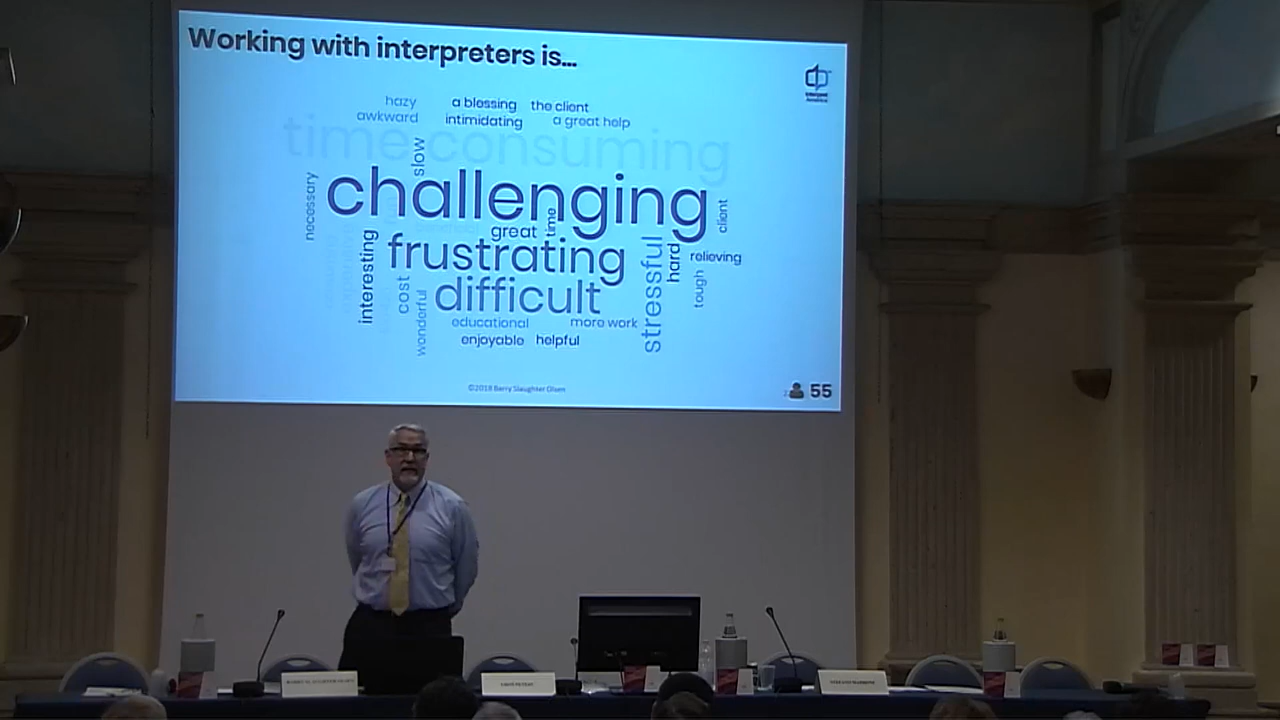 Working with interpreters is...
hazy
a blessing
the client
awkward
intimidating
a great help
time consuming
slow
challenging
necessary
client
time
great
frustrating
interesting
stressful
hard
relieving
tough
cost
difficult
wonderful
educational
more work
enjoyable
helpful
©2018 Barry Slaughter Olsen
55